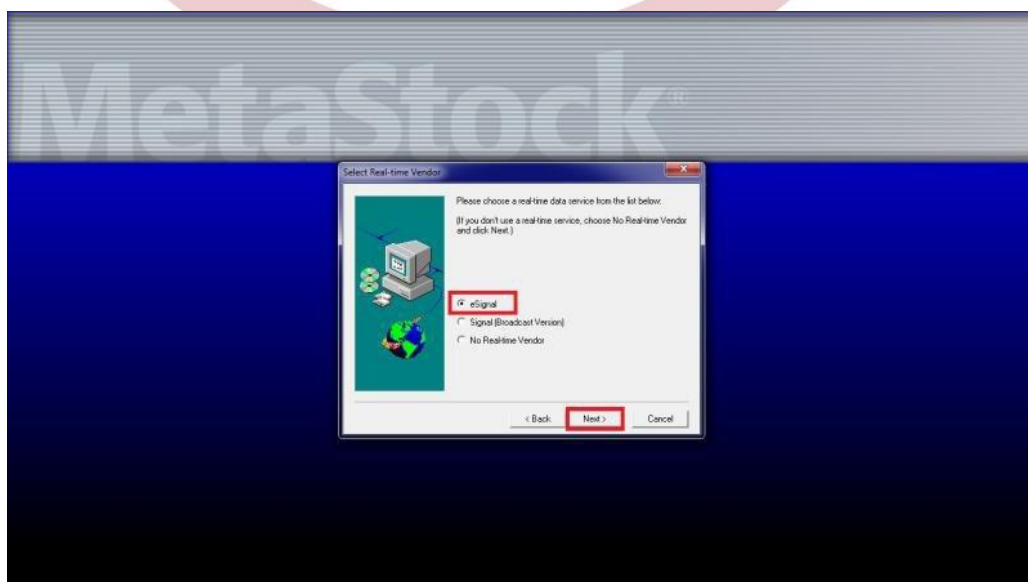 MetaStock®
Select Real-time Vendor
Please choose a real-time data service from the list below.
(If you don't use a real-time service, choose No Real-time Vendor
and click Next.)
eSignal
Signal (Broadcast Version)
No Real-time Vendor
< Back Next > Cancel